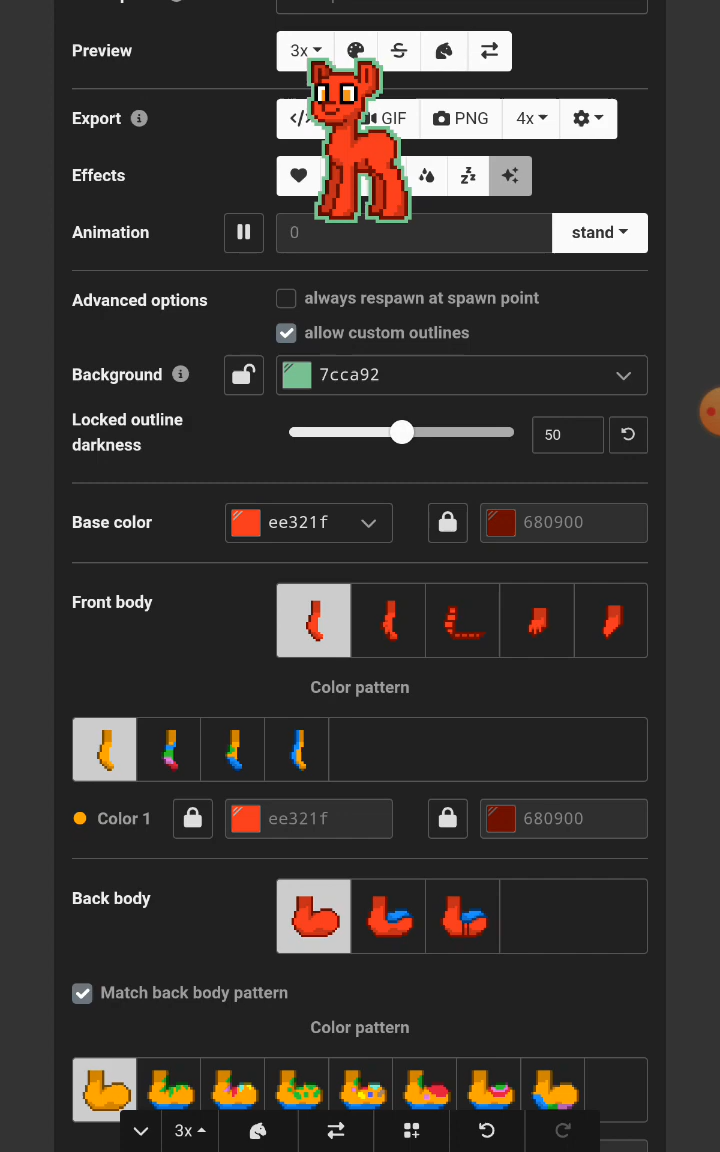 Preview 3x
Export GIF PNG 4x
Effects
Animation 0 stand
Advanced options always respawn at spawn point
allow custom outlines
Background 7cca92
Locked outline
darkness 50
Base color ee321f 680900
Front body
Color pattern
Color 1 ee321f 680900
Back body
Match back body pattern
Color pattern
3x